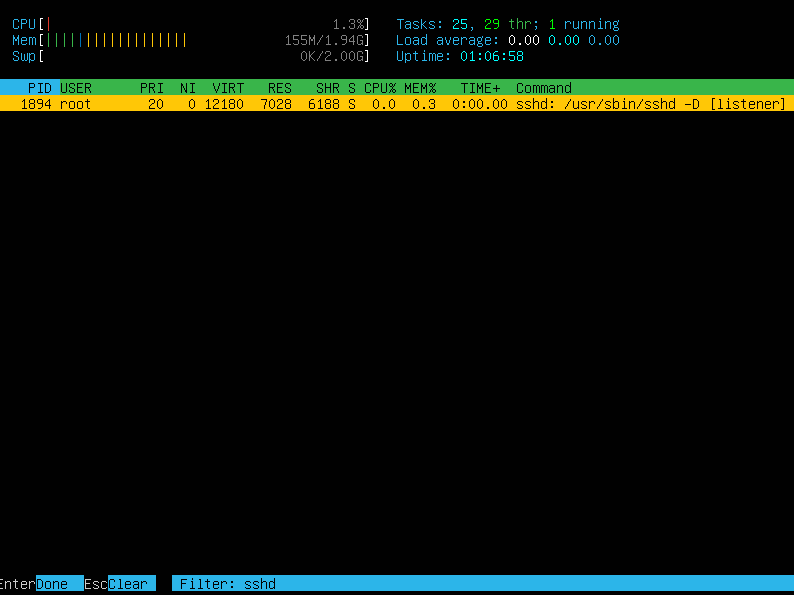 CPU[| 1.3%] Tasks: 25, 29 thr; 1 running
Mem[|||||||||||||||||| 155M/1.94G] Load average: 0.00 0.00 0.00
Swp[ 0K/2.00G] Uptime: 01:06:58
PID USER PRI NI VIRT RES SHR S CPU% MEM% TIME+ Command
1894 root 20 0 12180 7028 6188 S 0.0 0.3 0:00.00 sshd: /usr/sbin/sshd -D [listener]
EnterDone EscClear Filter: sshd